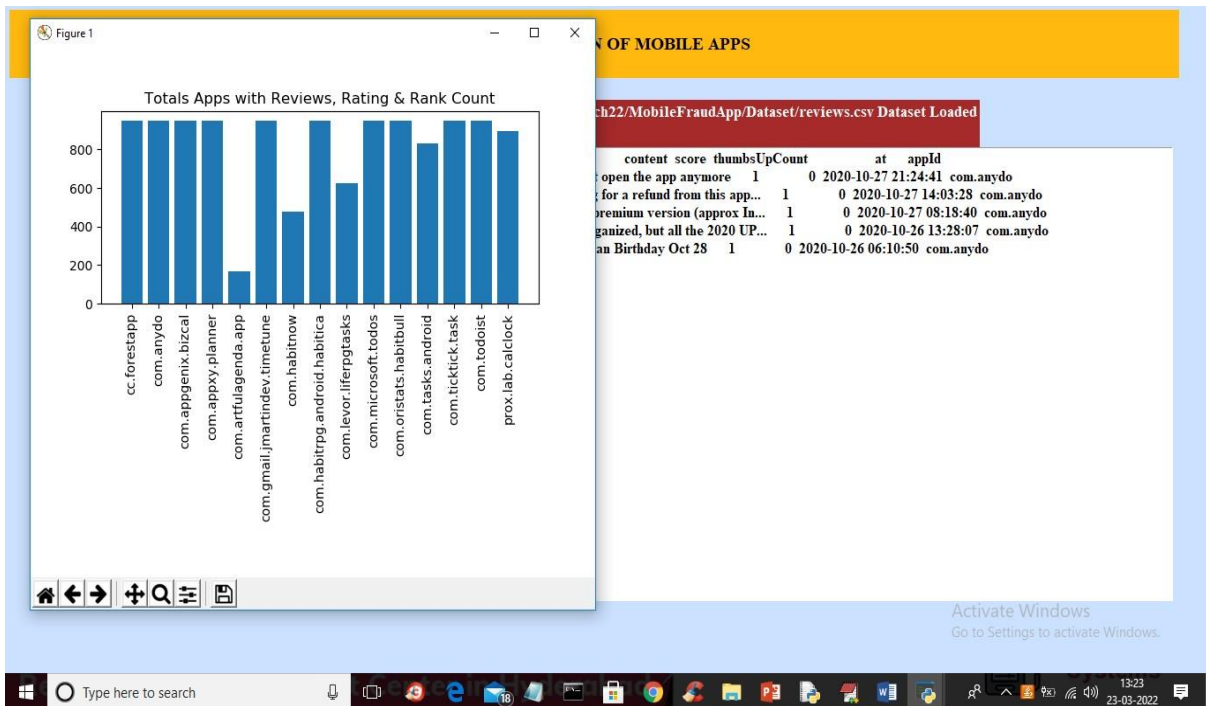 Figure 1
OF MOBILE APPS
Totals Apps with Reviews, Rating & Rank Count
800
600
400
200
0
cc.forestapp
com.anydo
com.appgenix.bizcal
com.appxy.planner
com.artfulagenda.app
com.gmail.jmartindev.timetune
com.habitnow
com.habitrpg.android.habitica
com.levor.liferpgtasks
com.microsoft.todos
com.oristats.habitbull
com.tasks.android
com.ticktick.task
com.todoist
prox.lab.calclock
ch22/MobileFraudApp/Dataset/reviews.csv Dataset Loaded
content score thumbsUpCount at appId
t open the app anymore 1 0 2020-10-27 21:24:41 com.anydo
for a refund from this app... 1 0 2020-10-27 14:03:28 com.anydo
premium version (approx In... 1 0 2020-10-27 08:18:40 com.anydo
ganized, but all the 2020 UP... 1 0 2020-10-26 13:28:07 com.anydo
an Birthday Oct 28 1 0 2020-10-26 06:10:50 com.anydo
Activate Windows
Go to Settings to activate Windows.
Type here to search
18
13:23
23-03-2022